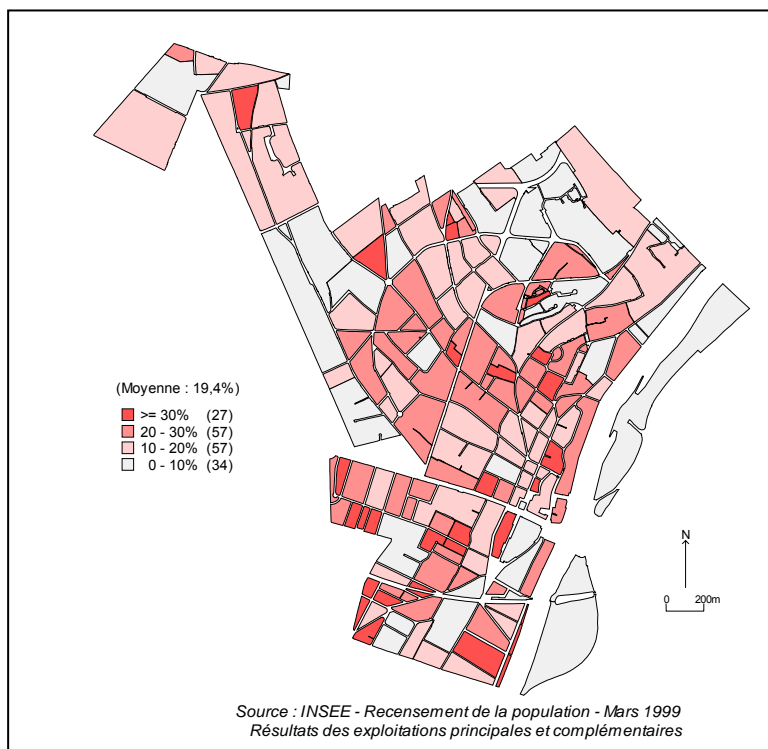 (Moyenne : 19,4%)
>= 30% (27)
20 - 30% (57)
10 - 20% (57)
0 - 10% (34)
N
0 200m
Source : INSEE - Recensement de la population - Mars 1999
Résultats des exploitations principales et complémentaires